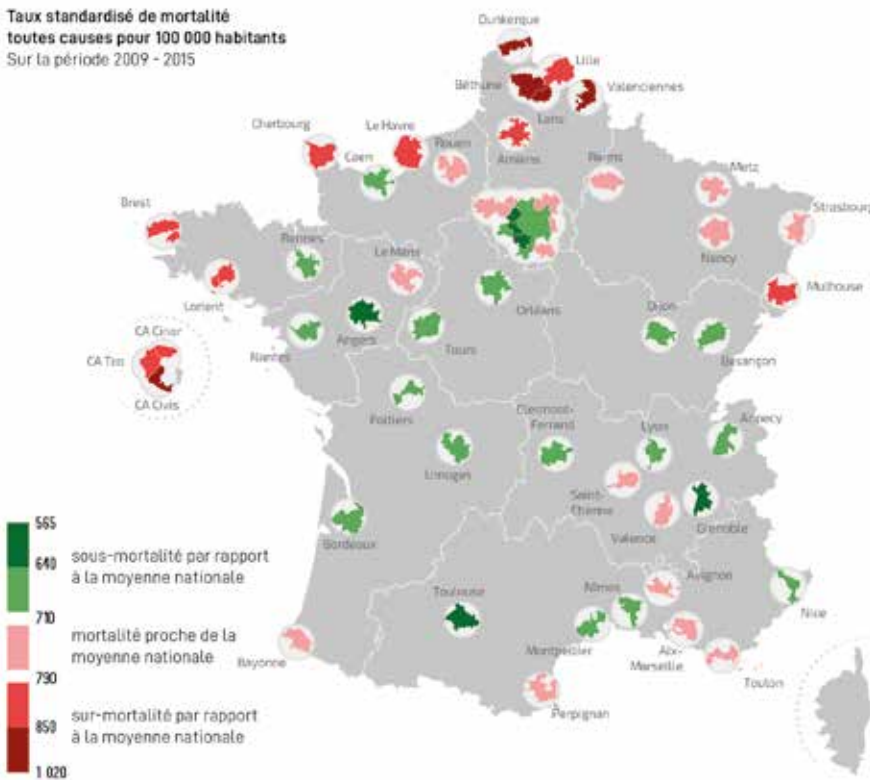 Taux standardisé de mortalité
toutes causes pour 100 000 habitants
Sur la période 2009 - 2015
Dunkerque
Lille
Béthune
Valenciennes
Lens
Cherbourg
Le Havre
Rouen
Amiens
Reims
Caen
Metz
Brest
Strasbourg
Rennes
Le Mans
Nancy
Lorient
Orléans
Mulhouse
CA Cinor
Angers
Dijon
CA Tco
Nantes
Tours
Besançon
CA Civis
Poitiers
Clermont-
Ferrand
Lyon
Annecy
Limoges
Saint-
Étienne
Grenoble
Valence
Bordeaux
565
640
sous-mortalité par rapport
à la moyenne nationale
710
mortalité proche de la
moyenne nationale
790
850
sur-mortalité par rapport
à la moyenne nationale
1 020
Toulouse
Nîmes
Avignon
Nice
Bayonne
Montpellier
Aix-
Marseille
Toulon
Perpignan